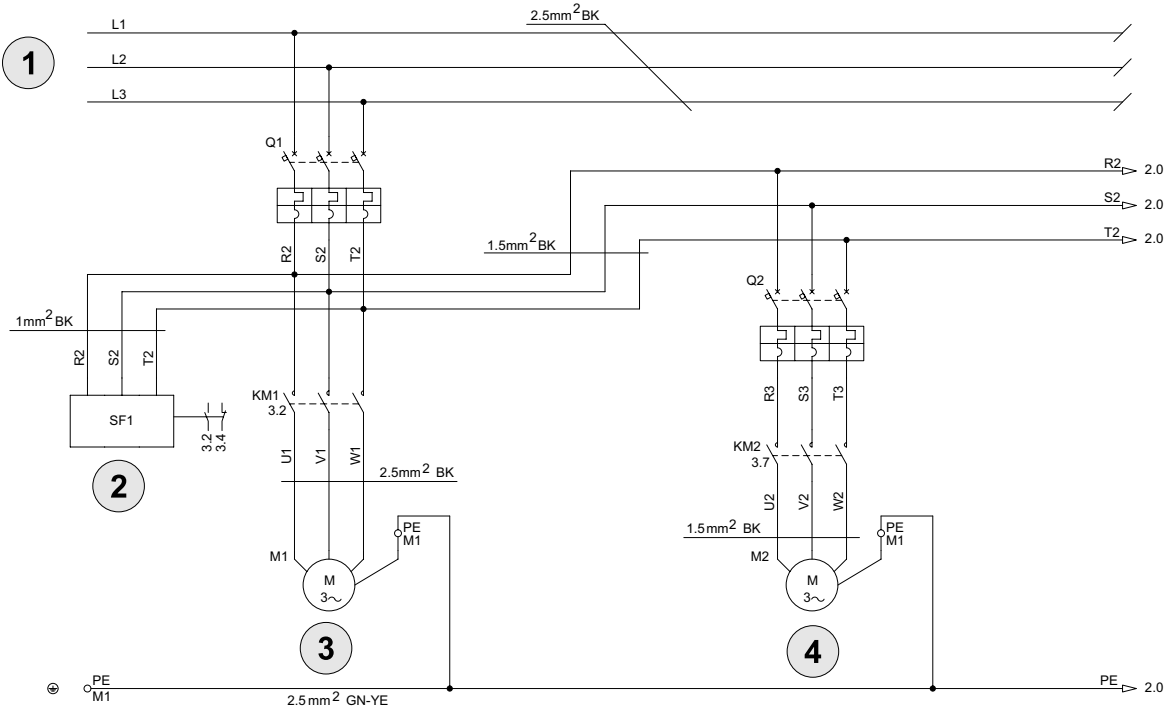 2.5mm² BK
L1
1
L2
L3
Q1
R2 2.0
S2 2.0
T2 2.0
1.5mm² BK
R2
S2
T2
Q2
1mm² BK
R2
S2
T2
KM1
3.2
R3
S3
T3
SF1
3.2
3.4
KM2
3.7
U1
V1
W1
2.5mm² BK
2
U2
V2
W2
1.5mm² BK
PE
M1
PE
M1
M1
M
3~
M2
M
3~
3
4
PE
M1
2.5mm² GN-YE
PE 2.0